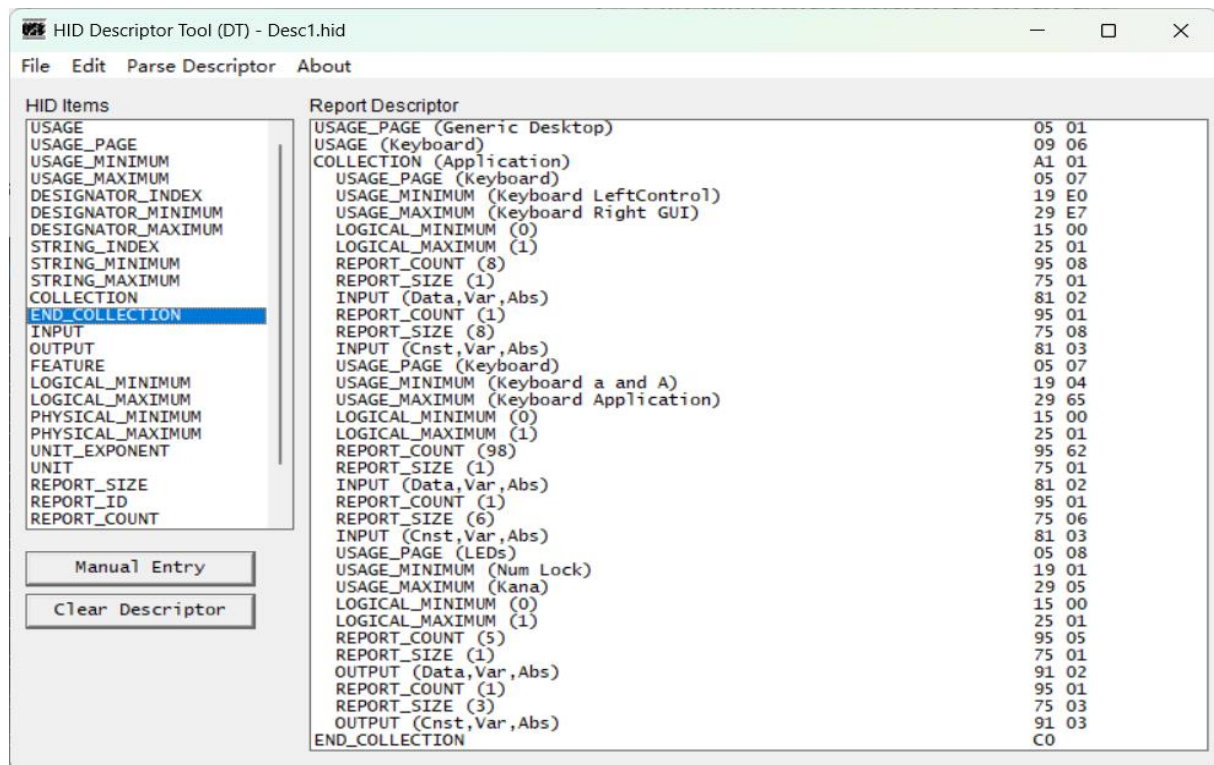 HID Descriptor Tool (DT) - Desc1.hid
File Edit Parse Descriptor About
HID Items
USAGE
USAGE_PAGE
USAGE_MINIMUM
USAGE_MAXIMUM
DESIGNATOR_INDEX
DESIGNATOR_MINIMUM
DESIGNATOR_MAXIMUM
STRING_INDEX
STRING_MINIMUM
STRING_MAXIMUM
COLLECTION
END_COLLECTION
INPUT
OUTPUT
FEATURE
LOGICAL_MINIMUM
LOGICAL_MAXIMUM
PHYSICAL_MINIMUM
PHYSICAL_MAXIMUM
UNIT_EXPONENT
UNIT
REPORT_SIZE
REPORT_ID
REPORT_COUNT
Manual Entry
Clear Descriptor
Report Descriptor
USAGE_PAGE (Generic Desktop) 05 01
USAGE (Keyboard) 09 06
COLLECTION (Application) A1 01
USAGE_PAGE (Keyboard) 05 07
USAGE_MINIMUM (Keyboard LeftControl) 19 E0
USAGE_MAXIMUM (Keyboard Right GUI) 29 E7
LOGICAL_MINIMUM (0) 15 00
LOGICAL_MAXIMUM (1) 25 01
REPORT_COUNT (8) 95 08
REPORT_SIZE (1) 75 01
INPUT (Data,Var,Abs) 81 02
REPORT_COUNT (1) 95 01
REPORT_SIZE (8) 75 08
INPUT (Cnst,Var,Abs) 81 03
USAGE_PAGE (Keyboard) 05 07
USAGE_MINIMUM (Keyboard a and A) 19 04
USAGE_MAXIMUM (Keyboard Application) 29 65
LOGICAL_MINIMUM (0) 15 00
LOGICAL_MAXIMUM (1) 25 01
REPORT_COUNT (98) 95 62
REPORT_SIZE (1) 75 01
INPUT (Data,Var,Abs) 81 02
REPORT_COUNT (1) 95 01
REPORT_SIZE (6) 75 06
INPUT (Cnst,Var,Abs) 81 03
USAGE_PAGE (LEDs) 05 08
USAGE_MINIMUM (Num Lock) 19 01
USAGE_MAXIMUM (Kana) 29 05
LOGICAL_MINIMUM (0) 15 00
LOGICAL_MAXIMUM (1) 25 01
REPORT_COUNT (5) 95 05
REPORT_SIZE (1) 75 01
OUTPUT (Data,Var,Abs) 91 02
REPORT_COUNT (1) 95 01
REPORT_SIZE (3) 75 03
OUTPUT (Cnst,Var,Abs) 91 03
END_COLLECTION C0